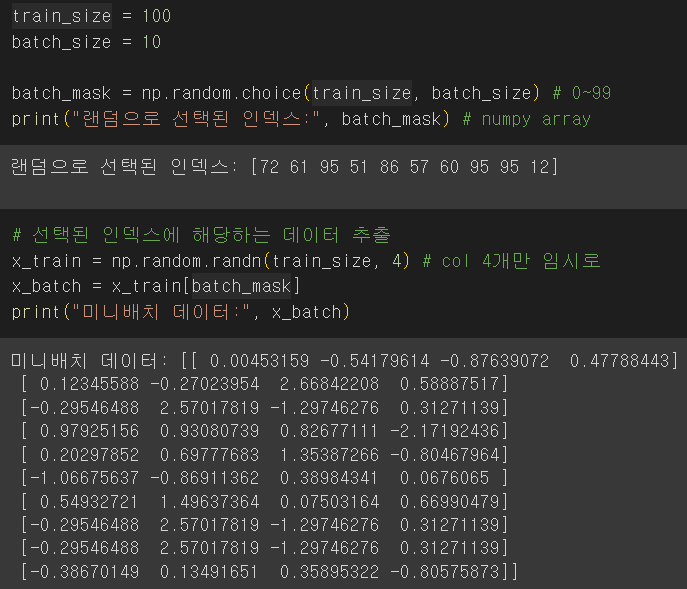 train_size = 100
batch_size = 10
batch_mask = np.random.choice(train_size, batch_size) # 0~99
print("랜덤으로 선택된 인덱스:", batch_mask) # numpy array
랜덤으로 선택된 인덱스: [72 61 95 51 86 57 60 95 95 12]
# 선택된 인덱스에 해당하는 데이터 추출
x_train = np.random.randn(train_size, 4) # col 4개만 임시로
x_batch = x_train[batch_mask]
print("미니배치 데이터:", x_batch)
미니배치 데이터: [[ 0.00453159 -0.54179614 -0.87639072  0.47788443]
[ 0.12345588 -0.27023954  2.66842208  0.58887517]
[-0.29546488  2.57017819 -1.29746276  0.31271139]
[ 0.97925156  0.93080739  0.82677111 -2.17192436]
[ 0.20297852  0.69777683  1.35387266 -0.80467964]
[-1.06675637 -0.86911362  0.38984341  0.0676065 ]
[ 0.54932721  1.49637364  0.07503164  0.66990479]
[-0.29546488  2.57017819 -1.29746276  0.31271139]
[-0.29546488  2.57017819 -1.29746276  0.31271139]
[-0.38670149  0.13491651  0.35895322 -0.80575873]]